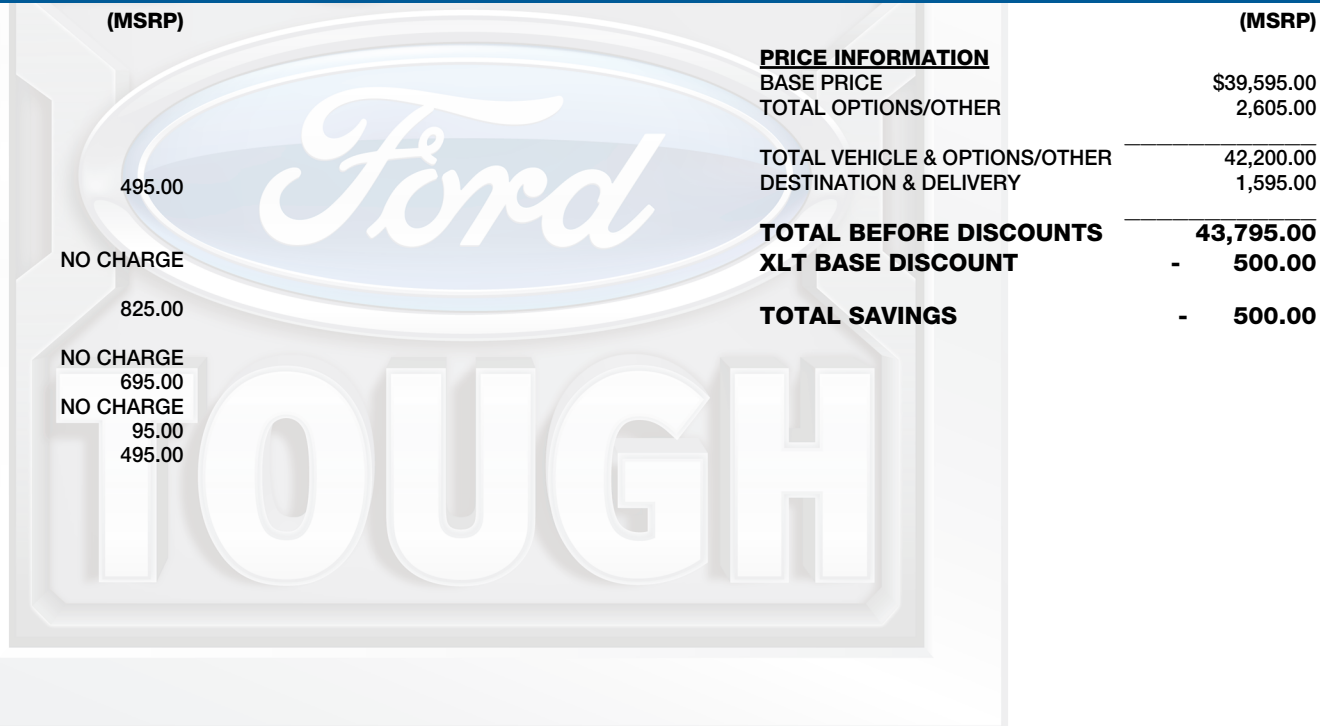 (MSRP)
495.00
NO CHARGE
825.00
NO CHARGE
695.00
NO CHARGE
95.00
495.00
(MSRP)
PRICE INFORMATION
BASE PRICE $39,595.00
TOTAL OPTIONS/OTHER 2,605.00
TOTAL VEHICLE & OPTIONS/OTHER 42,200.00
DESTINATION & DELIVERY 1,595.00
TOTAL BEFORE DISCOUNTS 43,795.00
XLT BASE DISCOUNT - 500.00
TOTAL SAVINGS - 500.00
Ford
TOUGH